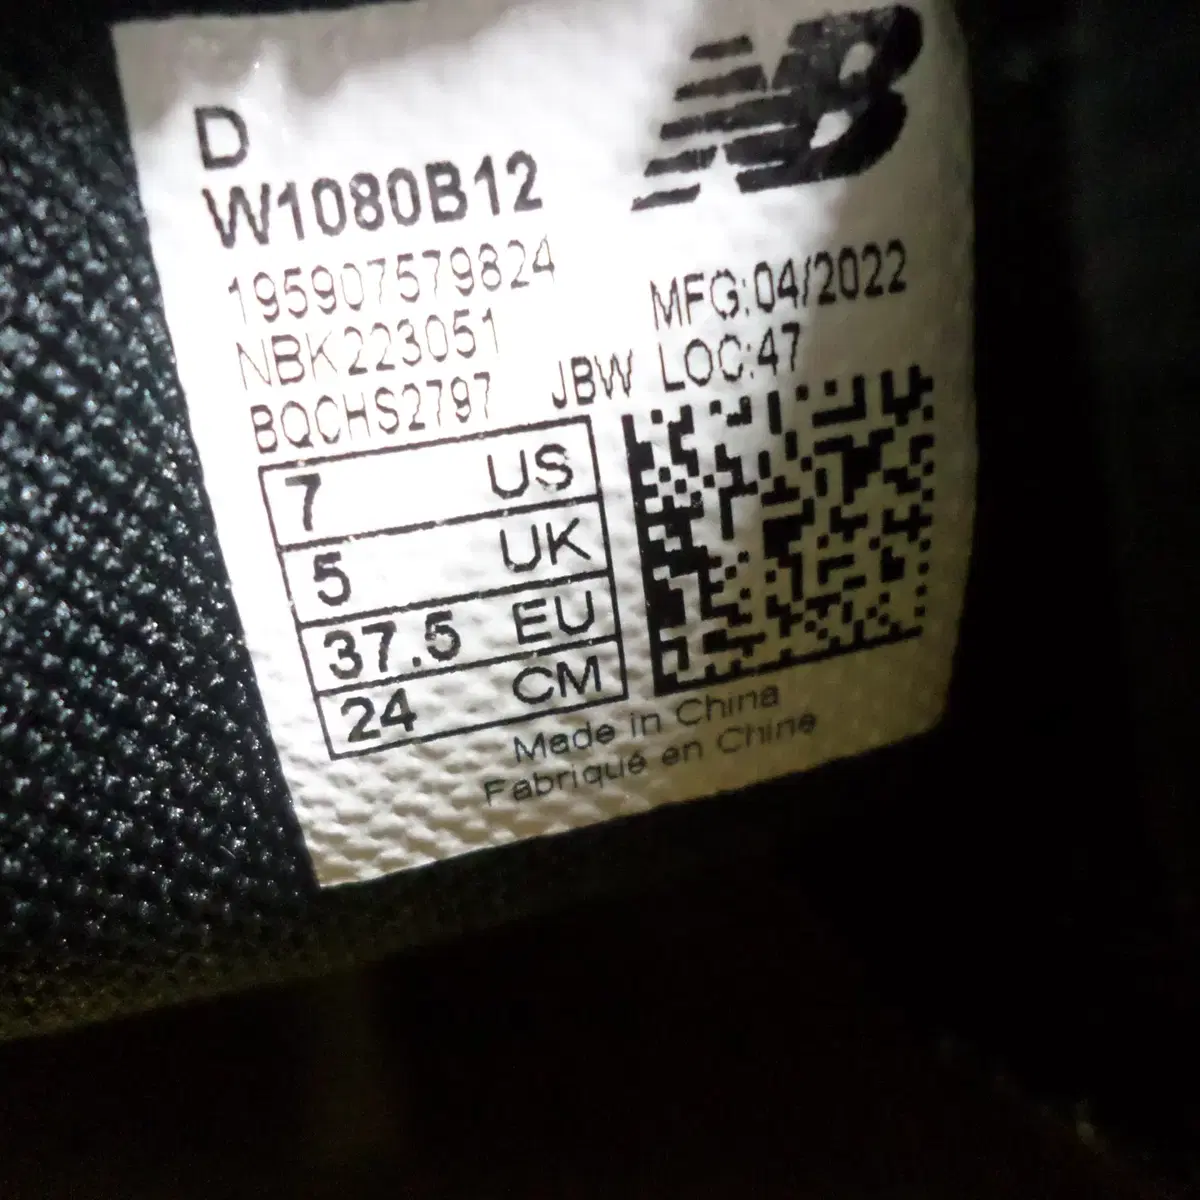 NB
D
W1080B12
195907579824
NBK223051
MFG:04/2022
BQCHS2797 JBW LOC:47
7 US
5 UK
37.5 EU
24 CM
Made in China
Fabriqué en Chine